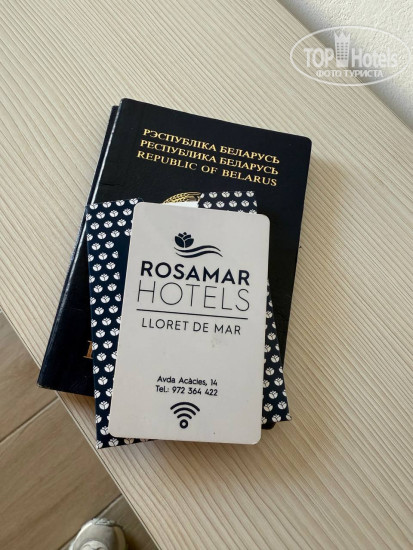 TOP Hotels
ФОТО ТУРИСТА
РЭСПУБЛІКА БЕЛАРУСЬ
РЕСПУБЛИКА БЕЛАРУСЬ
REPUBLIC OF BELARUS
ROSAMAR
HOTELS
LLORET DE MAR
Avda Acàcies, 14
Tel.: 972 364 422